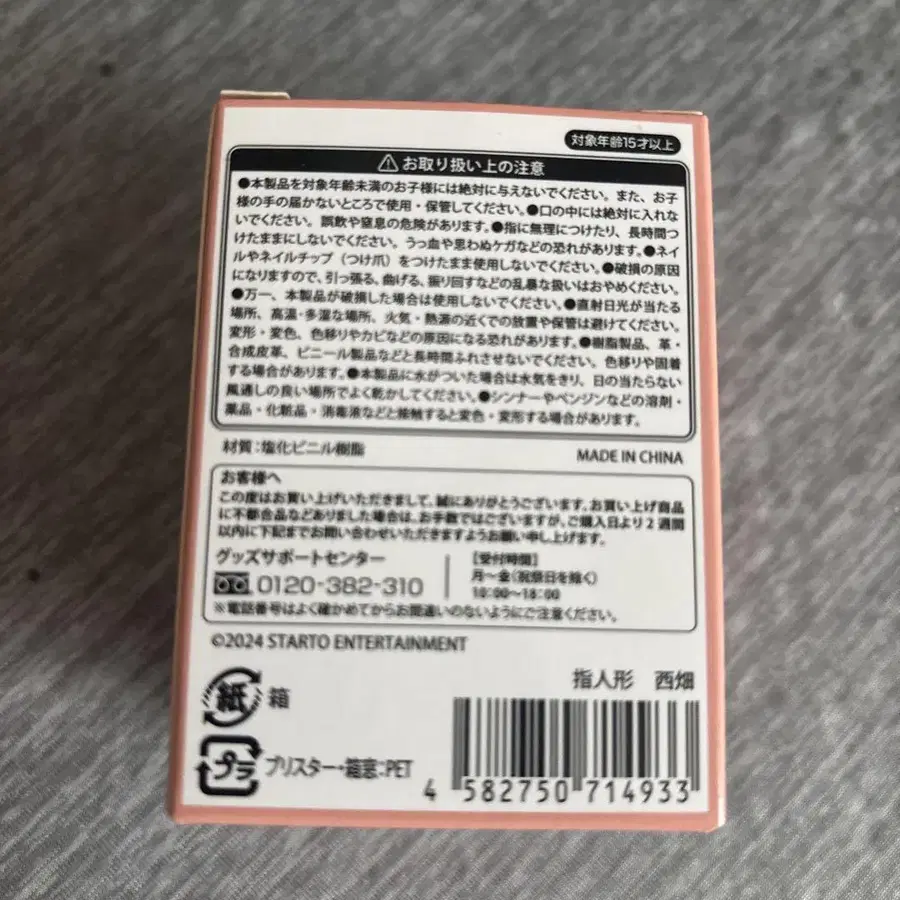 対象年齢15才以上
⚠お取り扱い上の注意
●本製品を対象年齢未満のお子様には絶対に与えないでください。また、お子
様の手の届かないところで使用・保管してください。●口の中には絶対に入れな
いでください。誤飲や窒息の危険があります。●指に無理につけたり、長時間つ
けたままにしないでください。うっ血や思わぬケガなどの恐れがあります。●ネイ
ルやネイルチップ（つけ爪）をつけたまま使用しないでください。●破損の原因
になりますので、引っ張る、曲げる、振り回すなどの乱暴な扱いはおやめください。
●万一、本製品が破損した場合は使用しないでください。●直射日光が当たる
場所、高温・多湿な場所、火気・熱源の近くでの放置や保管は避けてください。
変形・変色、色移りやカビなどの原因になる恐れがあります。●樹脂製品、革・
合成皮革、ビニール製品などと長時間ふれさせないでください。色移りや固着
する場合があります。●本製品に水がついた場合は水気をきり、日の当たらない
風通しの良い場所でよく乾かしてください。●シンナーやベンジンなどの溶剤・
薬品・化粧品・消毒液などと接触すると変色・変形する場合があります。
材質：塩化ビニル樹脂
MADE IN CHINA
お客様へ
この度はお買い上げいただきまして、誠にありがとうございます。お買い上げ商品
に不都合品などありました場合は、お手数ではございますが、ご購入日より2週間
以内に下記までお問い合わせいただきますようお願い申し上げます。
グッズサポートセンター
0120-382-310
【受付時間】
月～金（祝祭日を除く）
10:00～18:00
※電話番号はよく確かめてからお間違いのないようにご注意ください。
©2024 STARTO ENTERTAINMENT
指人形 西畑
紙 箱
プラ ブリスター・箱窓：PET
4 582750 714933